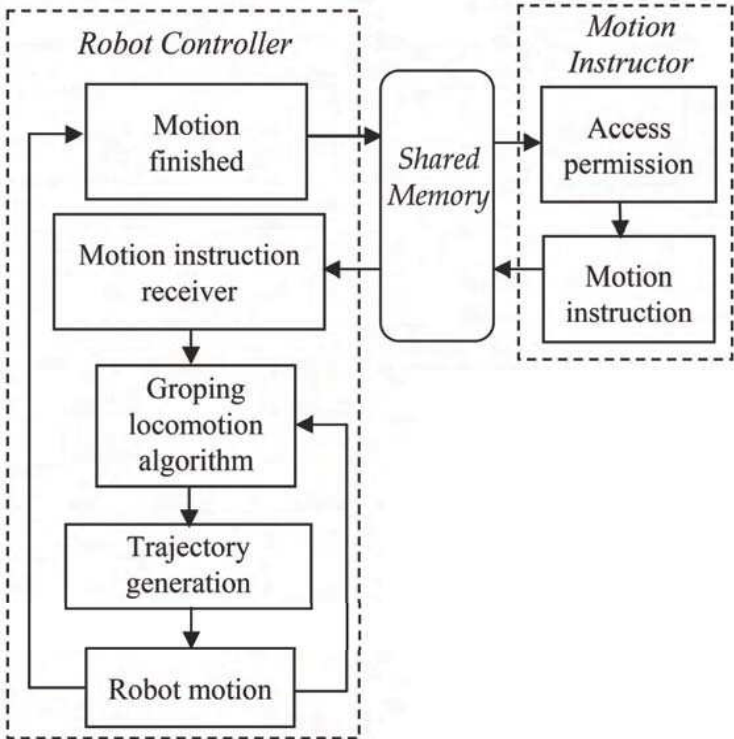 Robot Controller
Motion
finished
Motion instruction
receiver
Groping
locomotion
algorithm
Trajectory
generation
Robot motion
Shared
Memory
Motion
Instructor
Access
permission
Motion
instruction